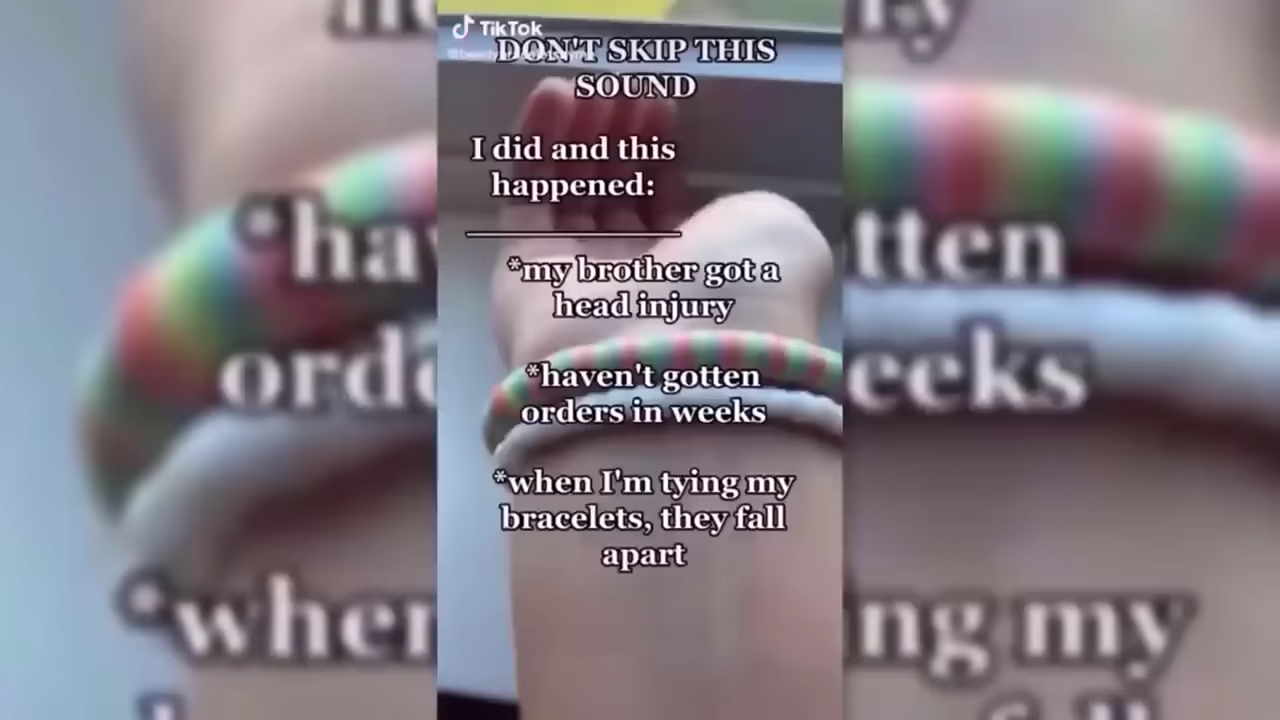 TikTok
DON'T SKIP THIS
SOUND
I did and this
happened:
*my brother got a
head injury
*haven't gotten
orders in weeks
*when I'm tying my
bracelets, they fall
apart